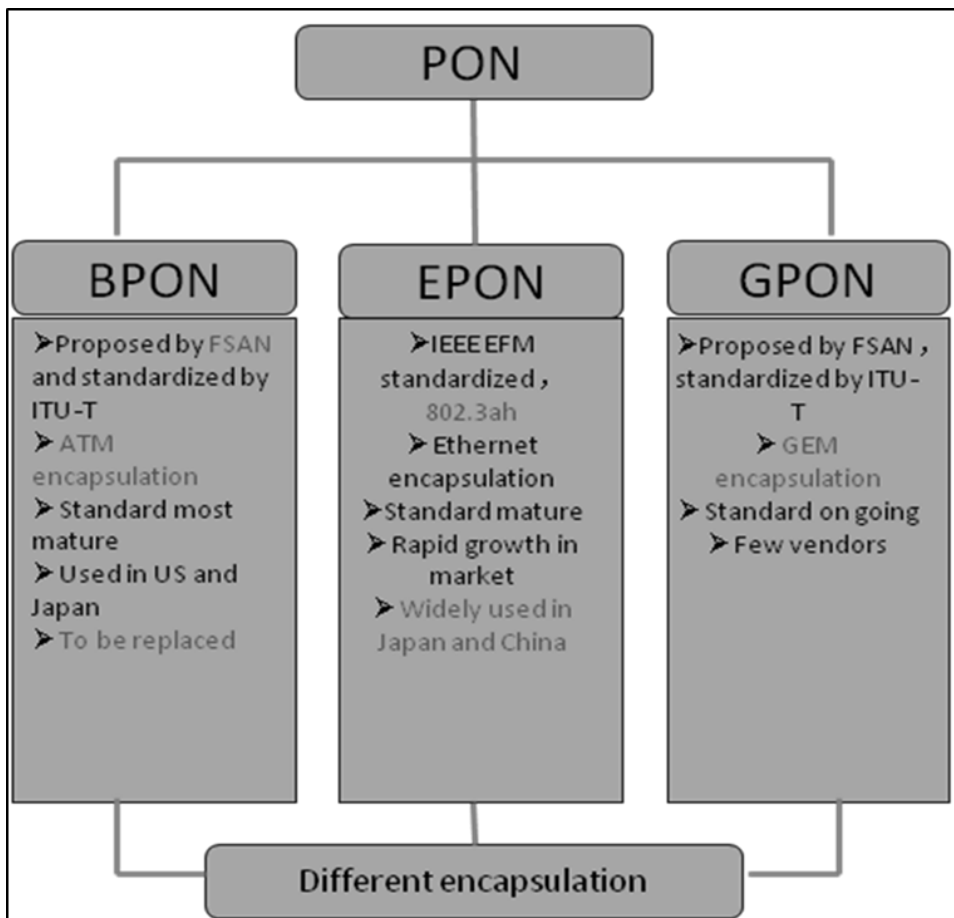 PON
BPON
➢Proposed by FSAN
and standardized by
ITU-T
➢ ATM
encapsulation
➢ Standard most
mature
➢ Used in US and
Japan
➢ To be replaced
EPON
➢IEEE EFM
standardized，
802.3ah
➢ Ethernet
encapsulation
➢Standard mature
➢ Rapid growth in
market
➢ Widely used in
Japan and China
GPON
➢Proposed by FSAN，
standardized by ITU-
T
➢ GEM
encapsulation
➢ Standard on going
➢ Few vendors
Different encapsulation